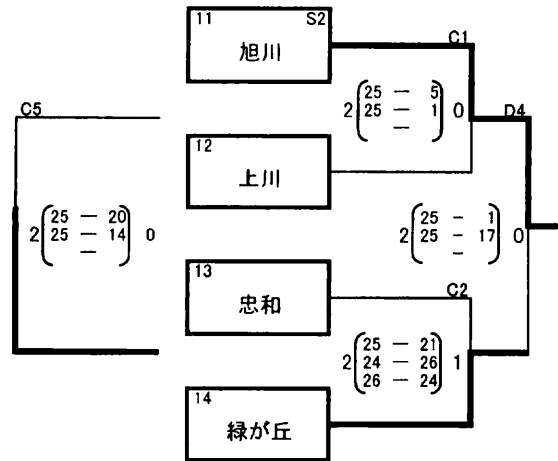 11 S2
旭川
C1
2 ( 25 — 5 ) 0
25 — 1
—
C5
D4
12
上川
2 ( 25 — 20 ) 0
25 — 14
—
2 ( 25 - 1 ) 0
25 - 17
-
13
忠和
C2
2 ( 25 — 21 ) 1
24 — 26
26 — 24
14
緑が丘